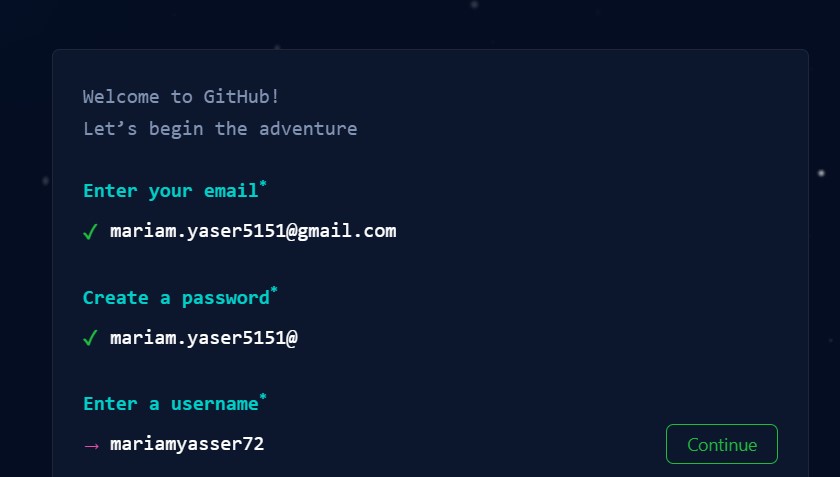 Welcome to GitHub!
Let’s begin the adventure
Enter your email*
✓ mariam.yaser5151@gmail.com
Create a password*
✓ mariam.yaser5151@
Enter a username*
→ mariamyasser72
Continue